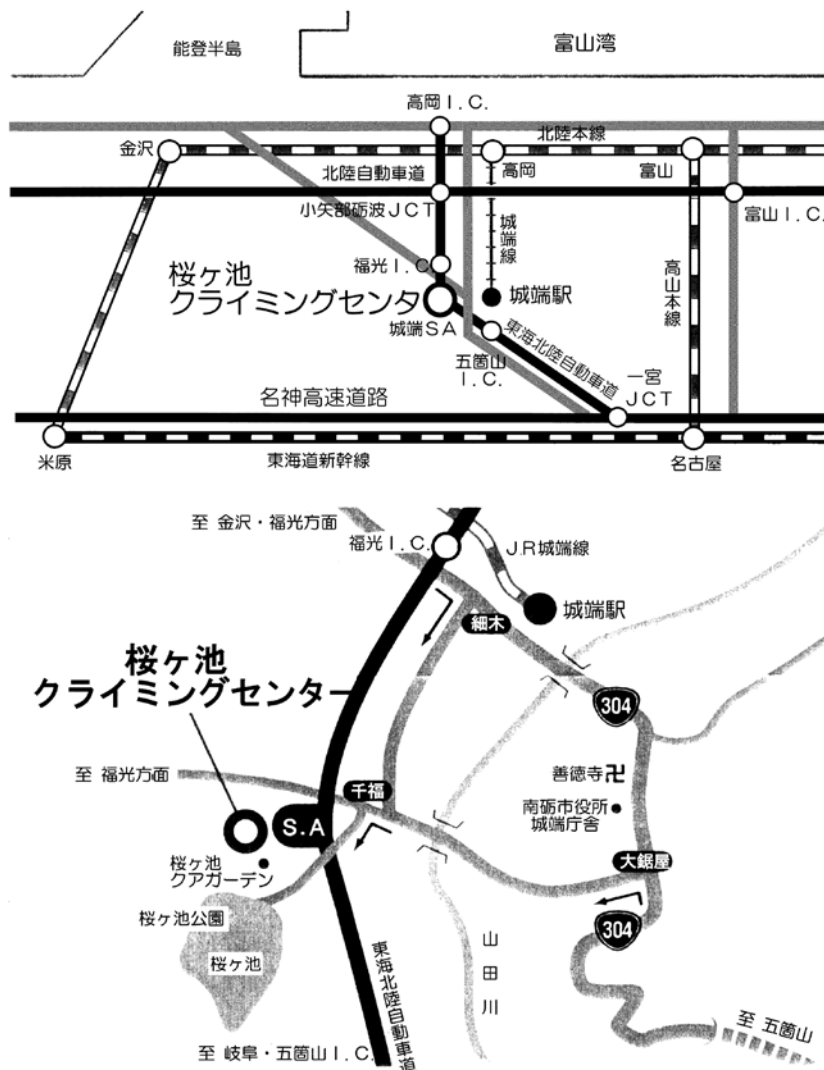 能登半島
富山湾
高岡I.C.
北陸本線
金沢
北陸自動車道
高岡
富山
小矢部砺波JCT
城端線
富山I.C.
福光I.C.
桜ヶ池
クライミングセンタ
城端SA
城端駅
高山本線
東海北陸自動車道
五箇山
I.C.
一宮
JCT
名神高速道路
米原
東海道新幹線
名古屋
至 金沢・福光方面
福光I.C.
J.R城端線
城端駅
細木
桜ヶ池
クライミングセンター
304
至 福光方面
千福
善徳寺卍
南砺市役所
城端庁舎
S.A
桜ヶ池
クアガーデン
大鋸屋
桜ヶ池公園
304
桜ヶ池
山田川
東海北陸自動車道
至 五箇山
至 岐阜・五箇山I.C.